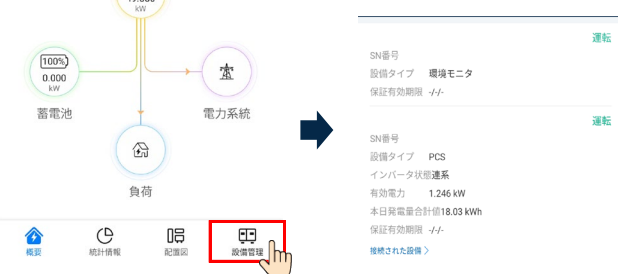 kW
100%
0.000
kW
蓄電池
電力系統
負荷
概要
統計情報
配置図
設備管理
運転
SN番号
設備タイプ 環境モニタ
保証有効期限 -/-/-
運転
SN番号
設備タイプ PCS
インバータ状態連系
有効電力 1.246 kW
本日発電量合計値18.03 kWh
保証有効期限 -/-/-
接続された設備 〉